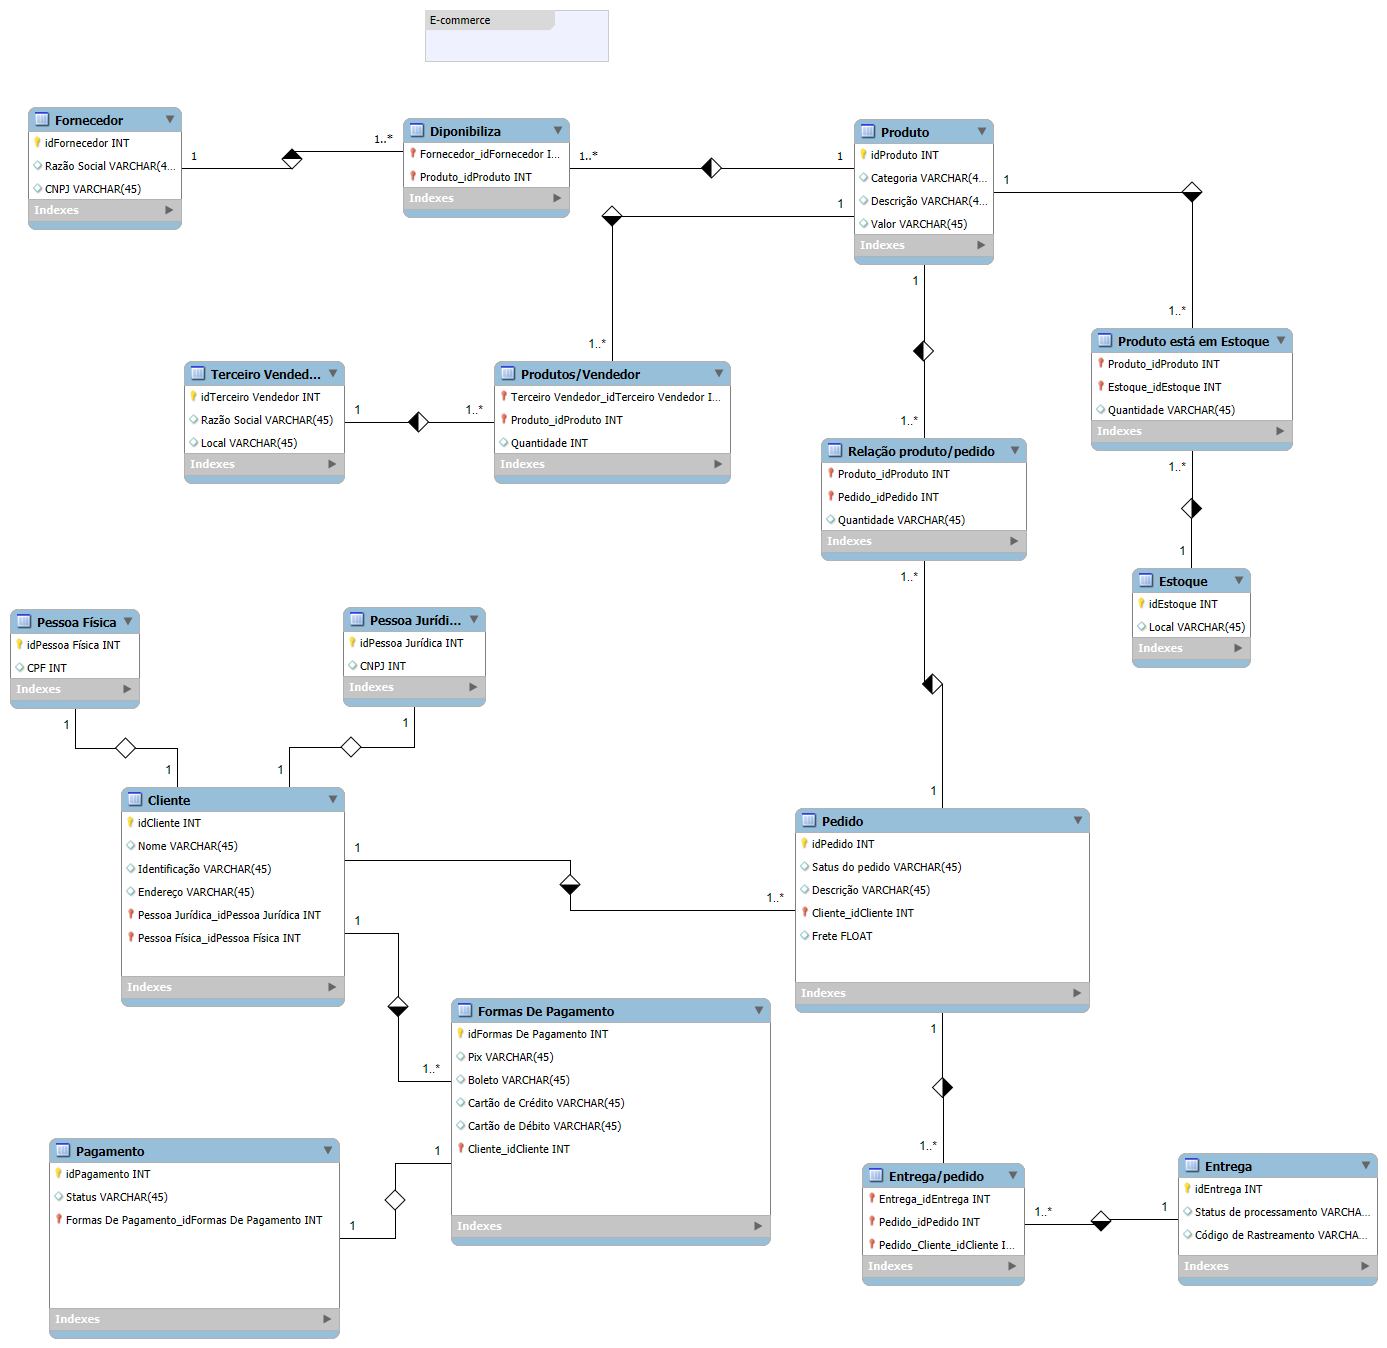 E-commerce
Fornecedor
idFornecedor INT
Razão Social VARCHAR(4...
CNPJ VARCHAR(45)
Indexes
1
1..*
Diponibiliza
Fornecedor_idFornecedor I...
Produto_idProduto INT
Indexes
1..*
1
Produto
idProduto INT
Categoria VARCHAR(4...
Descrição VARCHAR(4...
Valor VARCHAR(45)
Indexes
1
1
1..*
1
1..*
1..*
Terceiro Vended...
idTerceiro Vendedor INT
Razão Social VARCHAR(45)
Local VARCHAR(45)
Indexes
1
1..*
Produtos/Vendedor
Terceiro Vendedor_idTerceiro Vendedor I...
Produto_idProduto INT
Quantidade INT
Indexes
Produto está em Estoque
Produto_idProduto INT
Estoque_idEstoque INT
Quantidade VARCHAR(45)
Indexes
1..*
1
Relação produto/pedido
Produto_idProduto INT
Pedido_idPedido INT
Quantidade VARCHAR(45)
Indexes
1..*
1
Estoque
idEstoque INT
Local VARCHAR(45)
Indexes
Pessoa Física
idPessoa Física INT
CPF INT
Indexes
1
1
Pessoa Jurídi...
idPessoa Jurídica INT
CNPJ INT
Indexes
1
1
Cliente
idCliente INT
Nome VARCHAR(45)
Identificação VARCHAR(45)
Endereço VARCHAR(45)
Pessoa Jurídica_idPessoa Jurídica INT
Pessoa Física_idPessoa Física INT
Indexes
1
1..*
1
1..*
Pedido
idPedido INT
Satus do pedido VARCHAR(45)
Descrição VARCHAR(45)
Cliente_idCliente INT
Frete FLOAT
Indexes
1
1..*
Formas De Pagamento
idFormas De Pagamento INT
Pix VARCHAR(45)
Boleto VARCHAR(45)
Cartão de Crédito VARCHAR(45)
Cartão de Débito VARCHAR(45)
Cliente_idCliente INT
Indexes
1
1
Pagamento
idPagamento INT
Status VARCHAR(45)
Formas De Pagamento_idFormas De Pagamento INT
Indexes
Entrega/pedido
Entrega_idEntrega INT
Pedido_idPedido INT
Pedido_Cliente_idCliente I...
Indexes
1..*
1
Entrega
idEntrega INT
Status de processamento VARCHA...
Código de Rastreamento VARCHA...
Indexes